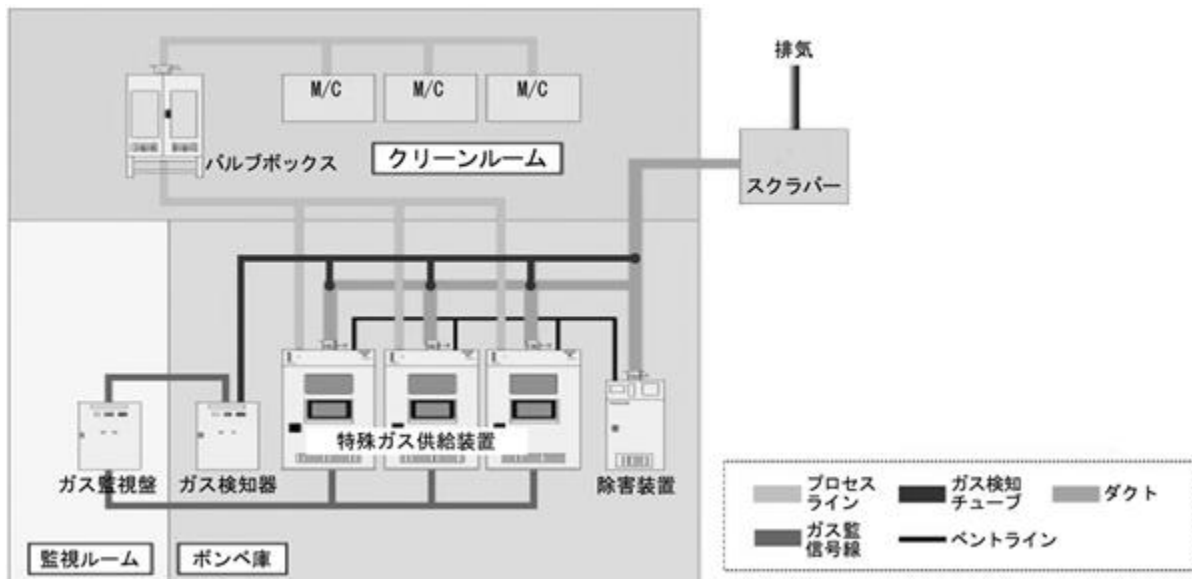 排気
M/C
M/C
M/C
バルブボックス
クリーンルーム
スクラバー
特殊ガス供給装置
ガス監視盤
ガス検知器
除害装置
監視ルーム
ボンベ庫
プロセス
ライン
ガス検知
チューブ
ダクト
ガス監
信号線
ベントライン